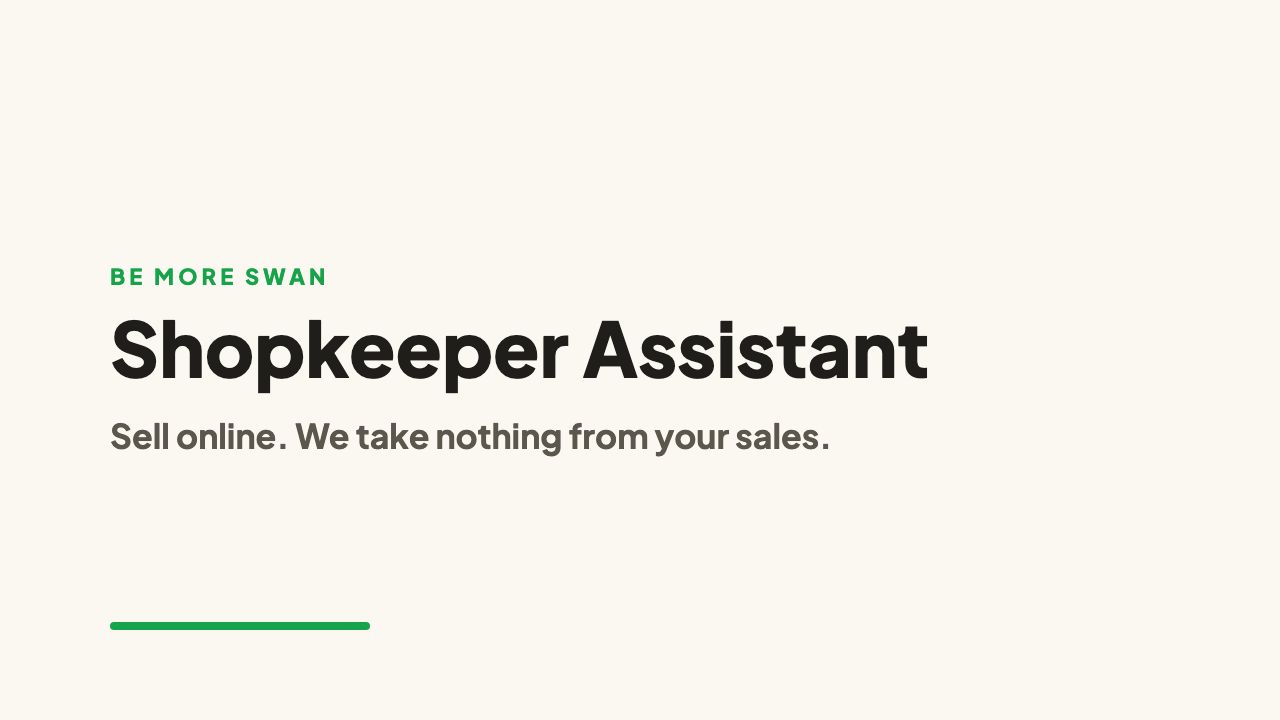 BE MORE SWAN
Shopkeeper Assistant
Sell online. We take nothing from your sales.